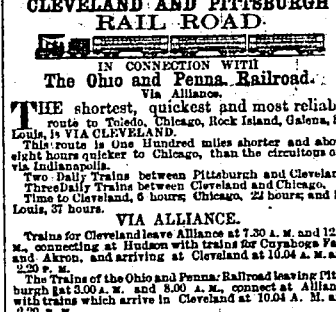 CLEVELAND AND PITTSBURGH
RAIL ROAD
IN CONNECTION WITH
The Ohio and Penna. Railroad.
Via Alliance.
THE shortest, quickest and most reliab
route to Toledo, Chicago, Rock Island, Galena, S
Louis, is VIA CLEVELAND.
This route is One Hundred miles shorter and abo
eight hours quicker to Chicago, than the circuitous o
via Indianapolis.
Two Daily Trains between Pittsburgh and Clevelan
Three Daily Trains between Cleveland and Chicago.
Time to Cleveland, 6 hours; Chicago, 22 hours; and S
Louis, 37 hours.
VIA ALLIANCE.
Trains for Cleveland leave Alliance at 7.30 A. M. and 12
M., connecting at Hudson with trains for Cuyahoga Fa
and Akron, and arriving at Cleveland at 10.04 A. M. a
2.20 P. M.
The Trains of the Ohio and Penna. Railroad leaving Pit
burgh at 3.00 A. M. and 8.00 A. M., connect at Allian
with trains which arrive in Cleveland at 10.04 A. M. a
2.20 P. M.